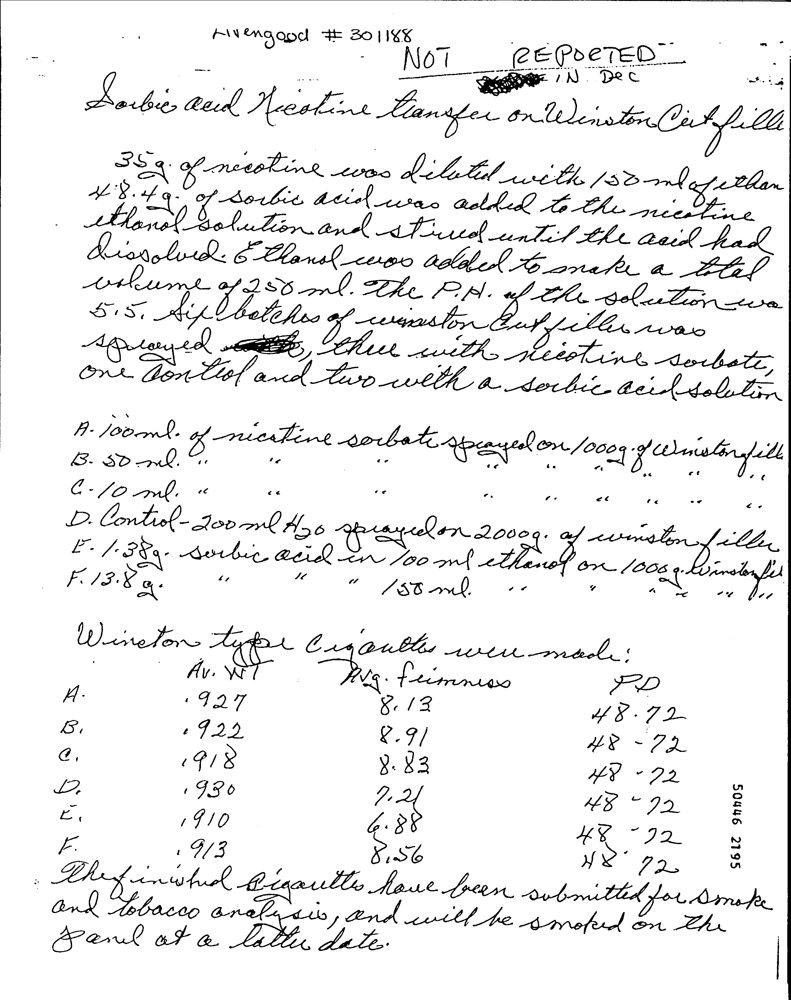 Livengood # 301188
NOT REPORTED
IN Dec
Sorbic acid Nicotine transfer on Winston Cut fille
35g. of nicotine was diluted with 150 ml of ethan
48.4g. of sorbic acid was added to the nicotine
ethanol solution and stirred until the acid had
dissolved. Ethanol was added to make a total
volume of 250 ml. The P.H. of the solution wa
5.5. Six batches of winston Cut filler was
sprayed , three with nicotine sorbate,
one control and two with a sorbic acid solution
A. 100 ml. of nicotine sorbate sprayed on 1000g. of Winston fill
B. 50 ml. " " " " " " " "
C. 10 ml. " " " " " " " "
D. Control - 200 ml H2O sprayed on 2000g. of winston filler
E. 1.38g. sorbic acid in 100 ml ethanol on 1000g. Winston fil
F. 13.8 g. " " " 150 ml. " " " " " "
Winston type Cigarettes were made:
Av. WT Avg. firmness PD
A. .927 8.13 48.72
B. .922 8.91 48-72
C. .918 8.83 48-72
D. .930 7.21 48-72
E. .910 6.88 48-72
F. .913 8.56 48-72
The finished Cigarettes have been submitted for smoke
and tobacco analysis, and will be smoked on the
panel at a latter date.
50446 2195